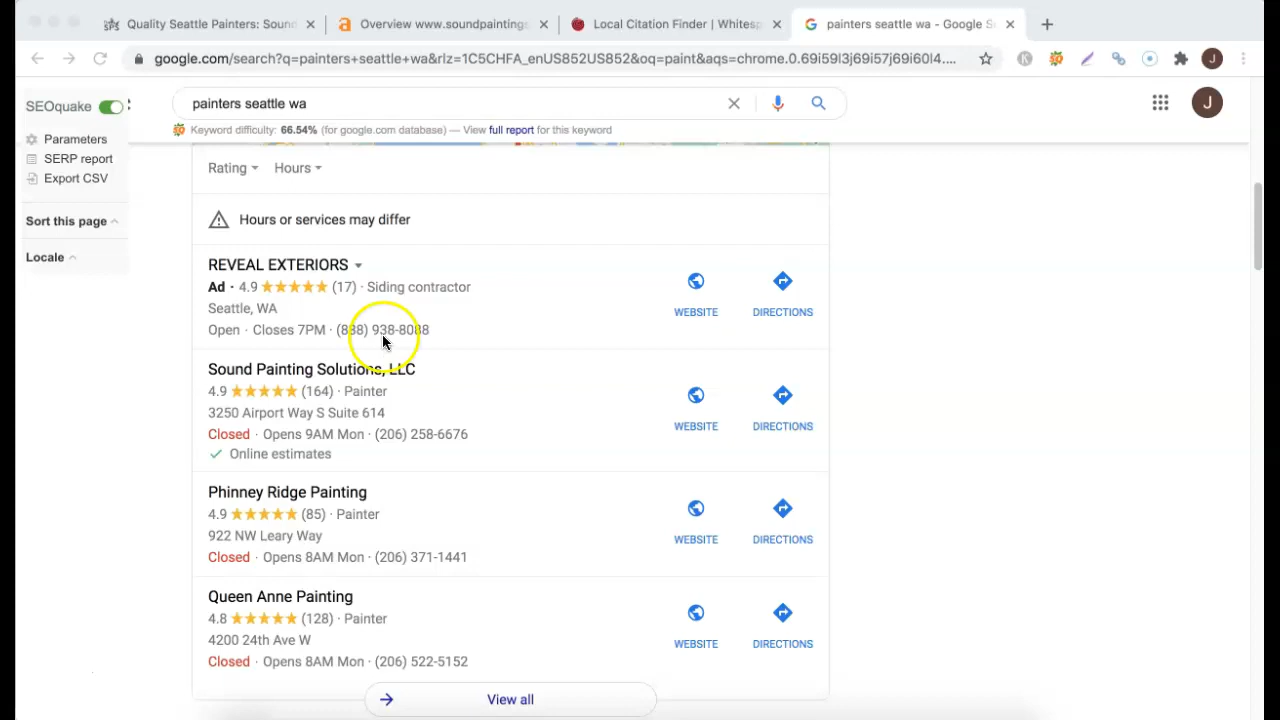 Quality Seattle Painters: Sound
Overview www.soundpaintings
Local Citation Finder | Whitesp
painters seattle wa - Google S
google.com/search?q=painters+seattle+wa&rlz=1C5CHFA_enUS852US852&oq=paint&aqs=chrome.0.69i59l3j69i57j69i60l4....
J
SEOquake
painters seattle wa
J
Keyword difficulty: 66.54% (for google.com database) — View full report for this keyword
Parameters
SERP report
Export CSV
Sort this page
Locale
Rating
Hours
Hours or services may differ
REVEAL EXTERIORS
Ad · 4.9 (17) · Siding contractor
Seattle, WA
Open · Closes 7PM · (888) 938-8088
WEBSITE
DIRECTIONS
Sound Painting Solutions, LLC
4.9 (164) · Painter
3250 Airport Way S Suite 614
Closed · Opens 9AM Mon · (206) 258-6676
Online estimates
WEBSITE
DIRECTIONS
Phinney Ridge Painting
4.9 (85) · Painter
922 NW Leary Way
Closed · Opens 8AM Mon · (206) 371-1441
WEBSITE
DIRECTIONS
Queen Anne Painting
4.8 (128) · Painter
4200 24th Ave W
Closed · Opens 8AM Mon · (206) 522-5152
WEBSITE
DIRECTIONS
View all